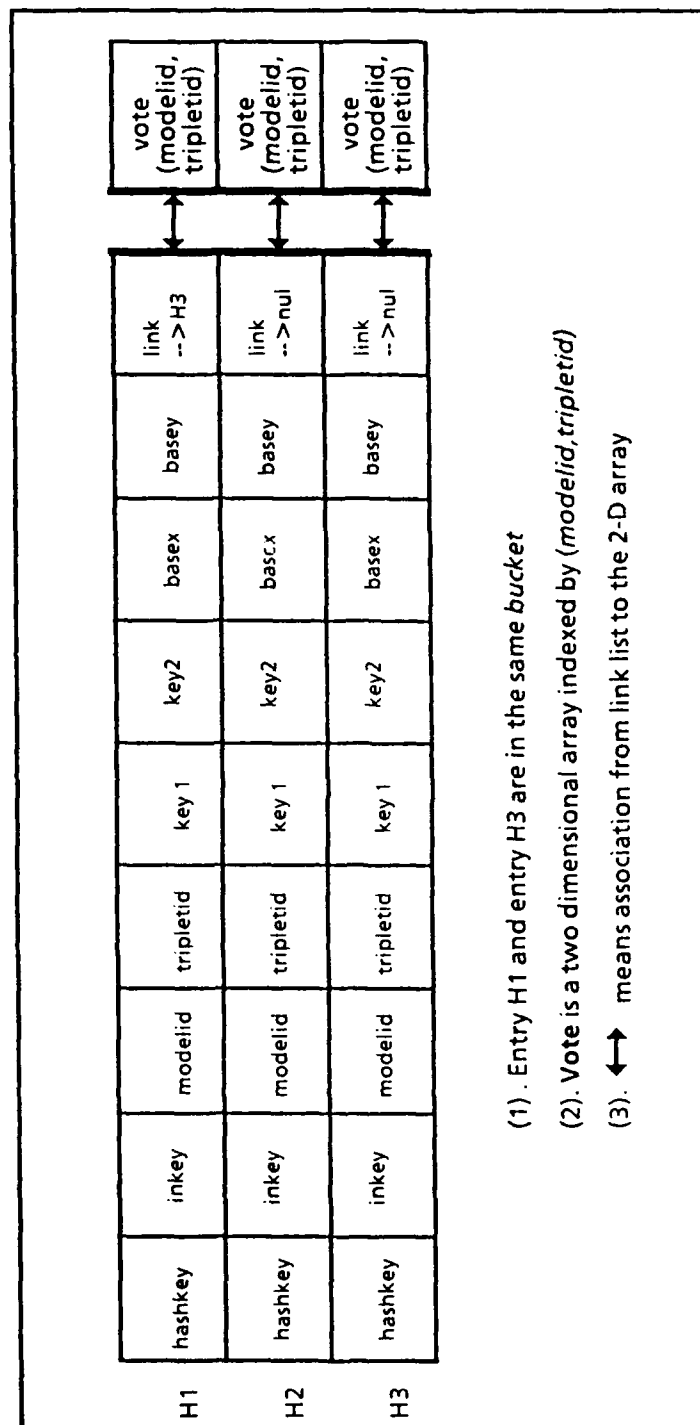 H1 hashkey inkey modelid tripletid key 1 key2 basex basey link -->H3 vote (modelid, tripletid)
H2 hashkey inkey modelid tripletid key 1 key2 bascx basey link -->nul vote (modelid, tripletid)
H3 hashkey inkey modelid tripletid key 1 key2 basex basey link -->nul vote (modelid, tripletid)
(1) . Entry H1 and entry H3 are in the same bucket
(2). Vote is a two dimensional array indexed by (modelid,tripletid)
(3). ↔ means association from link list to the 2-D array